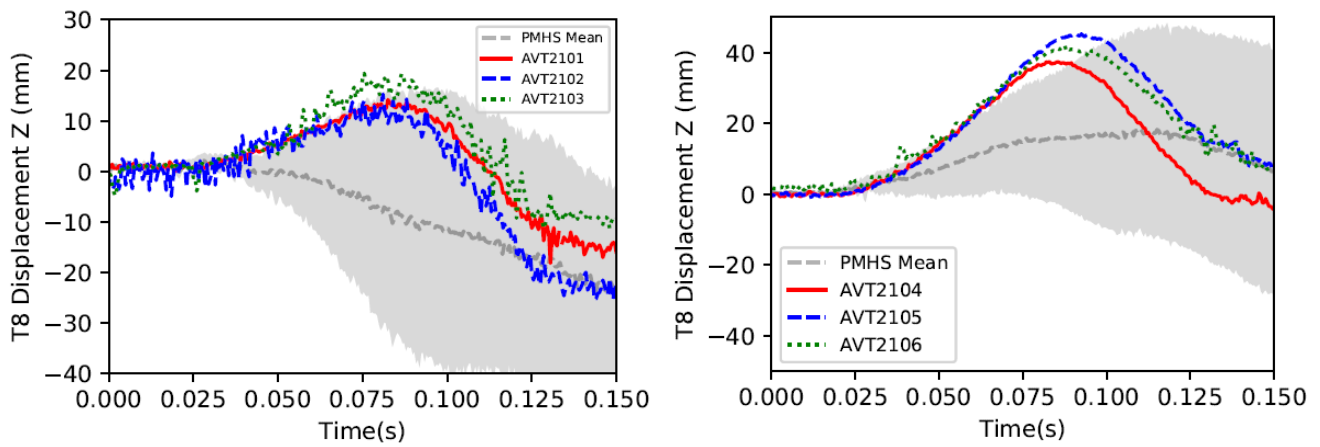 T8 Displacement Z (mm)
30
20
10
0
−10
−20
−30
−40
PMHS Mean
AVT2101
AVT2102
AVT2103
0.000 0.025 0.050 0.075 0.100 0.125 0.150
Time(s)
T8 Displacement Z (mm)
40
20
0
−20
−40
PMHS Mean
AVT2104
AVT2105
AVT2106
0.000 0.025 0.050 0.075 0.100 0.125 0.150
Time(s)